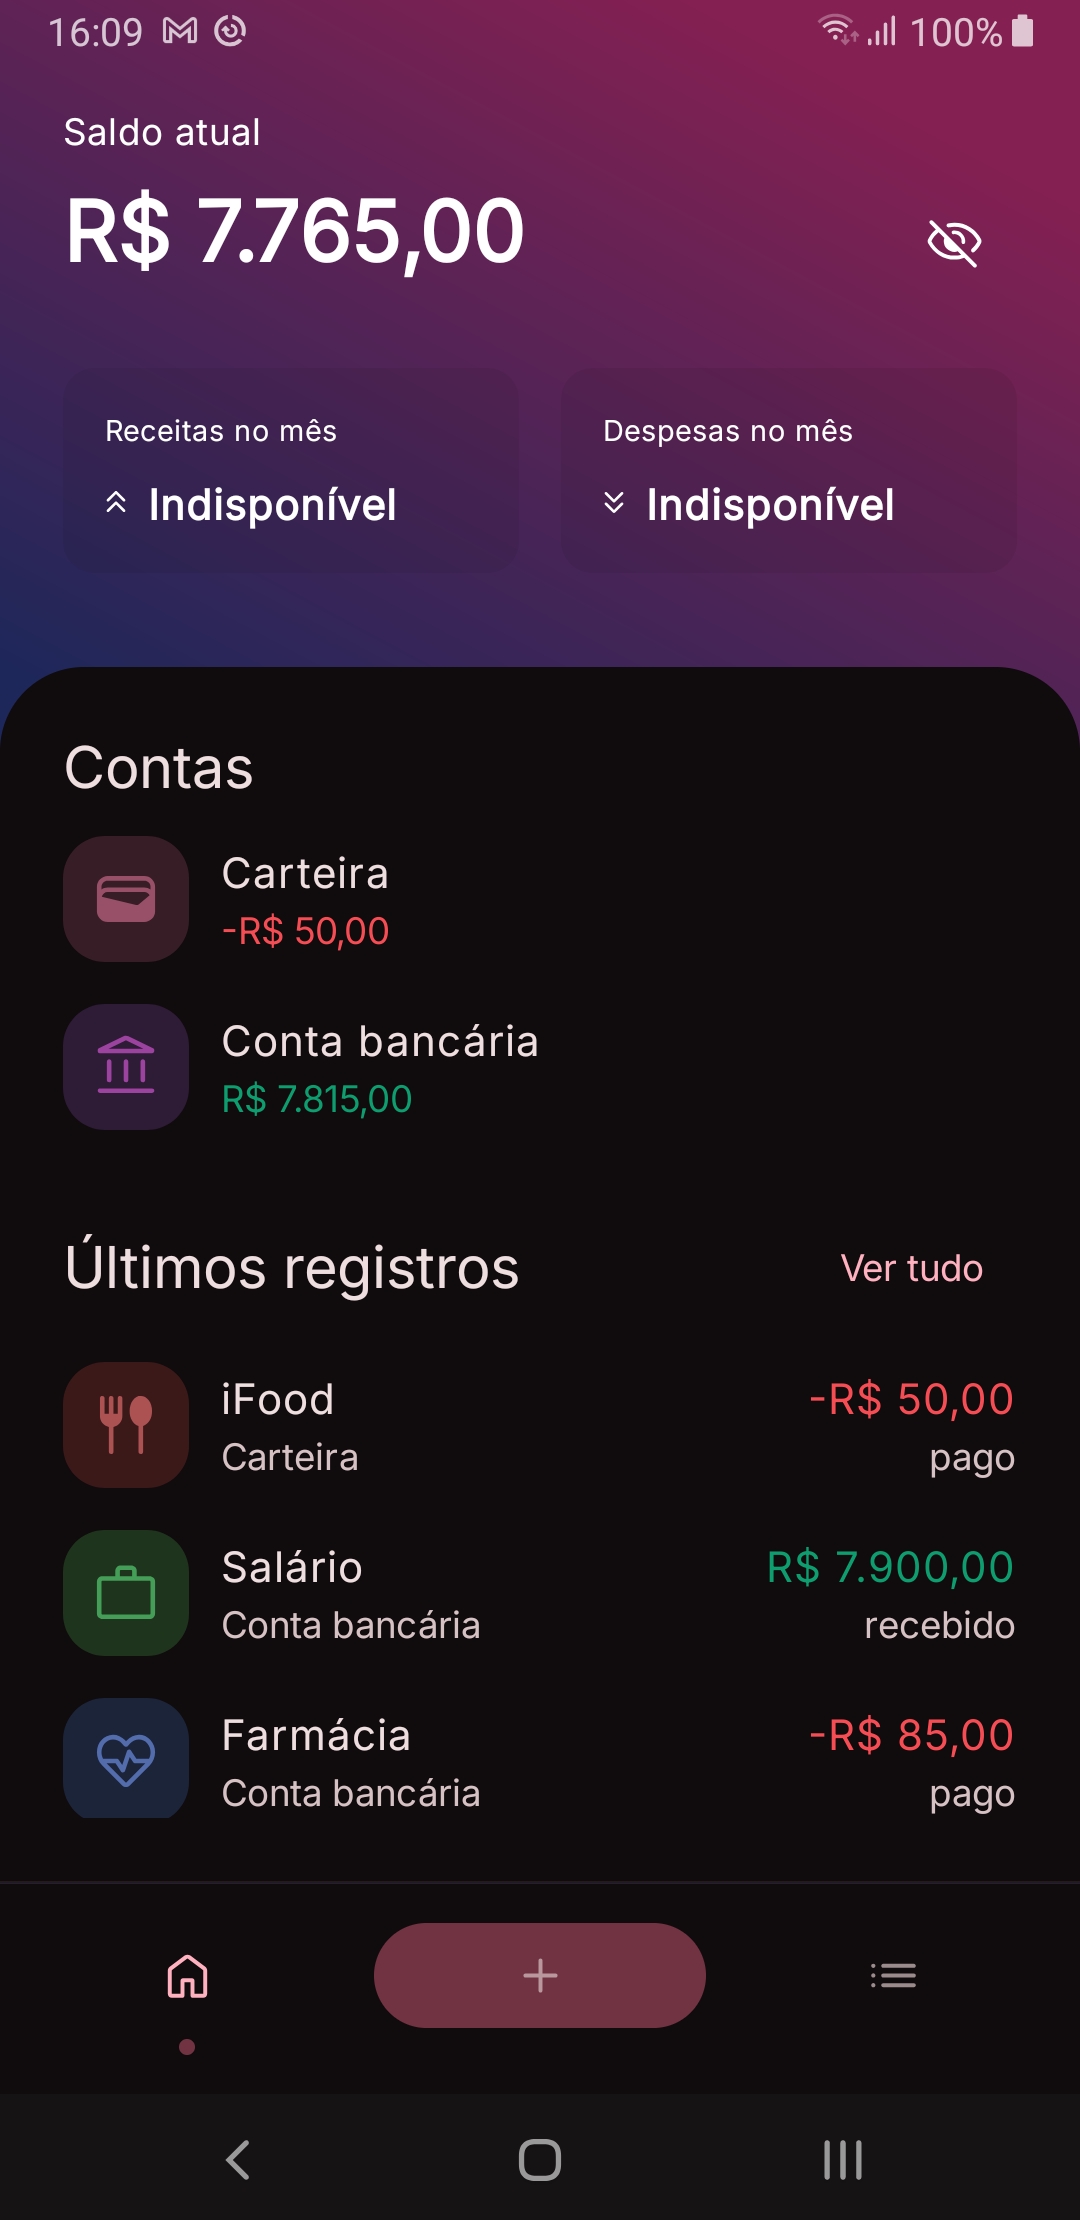 16:09 100%
Saldo atual
R$ 7.765,00
Receitas no mês
Indisponível
Despesas no mês
Indisponível
Contas
Carteira
-R$ 50,00
Conta bancária
R$ 7.815,00
Últimos registros Ver tudo
iFood -R$ 50,00
Carteira pago
Salário R$ 7.900,00
Conta bancária recebido
Farmácia -R$ 85,00
Conta bancária pago